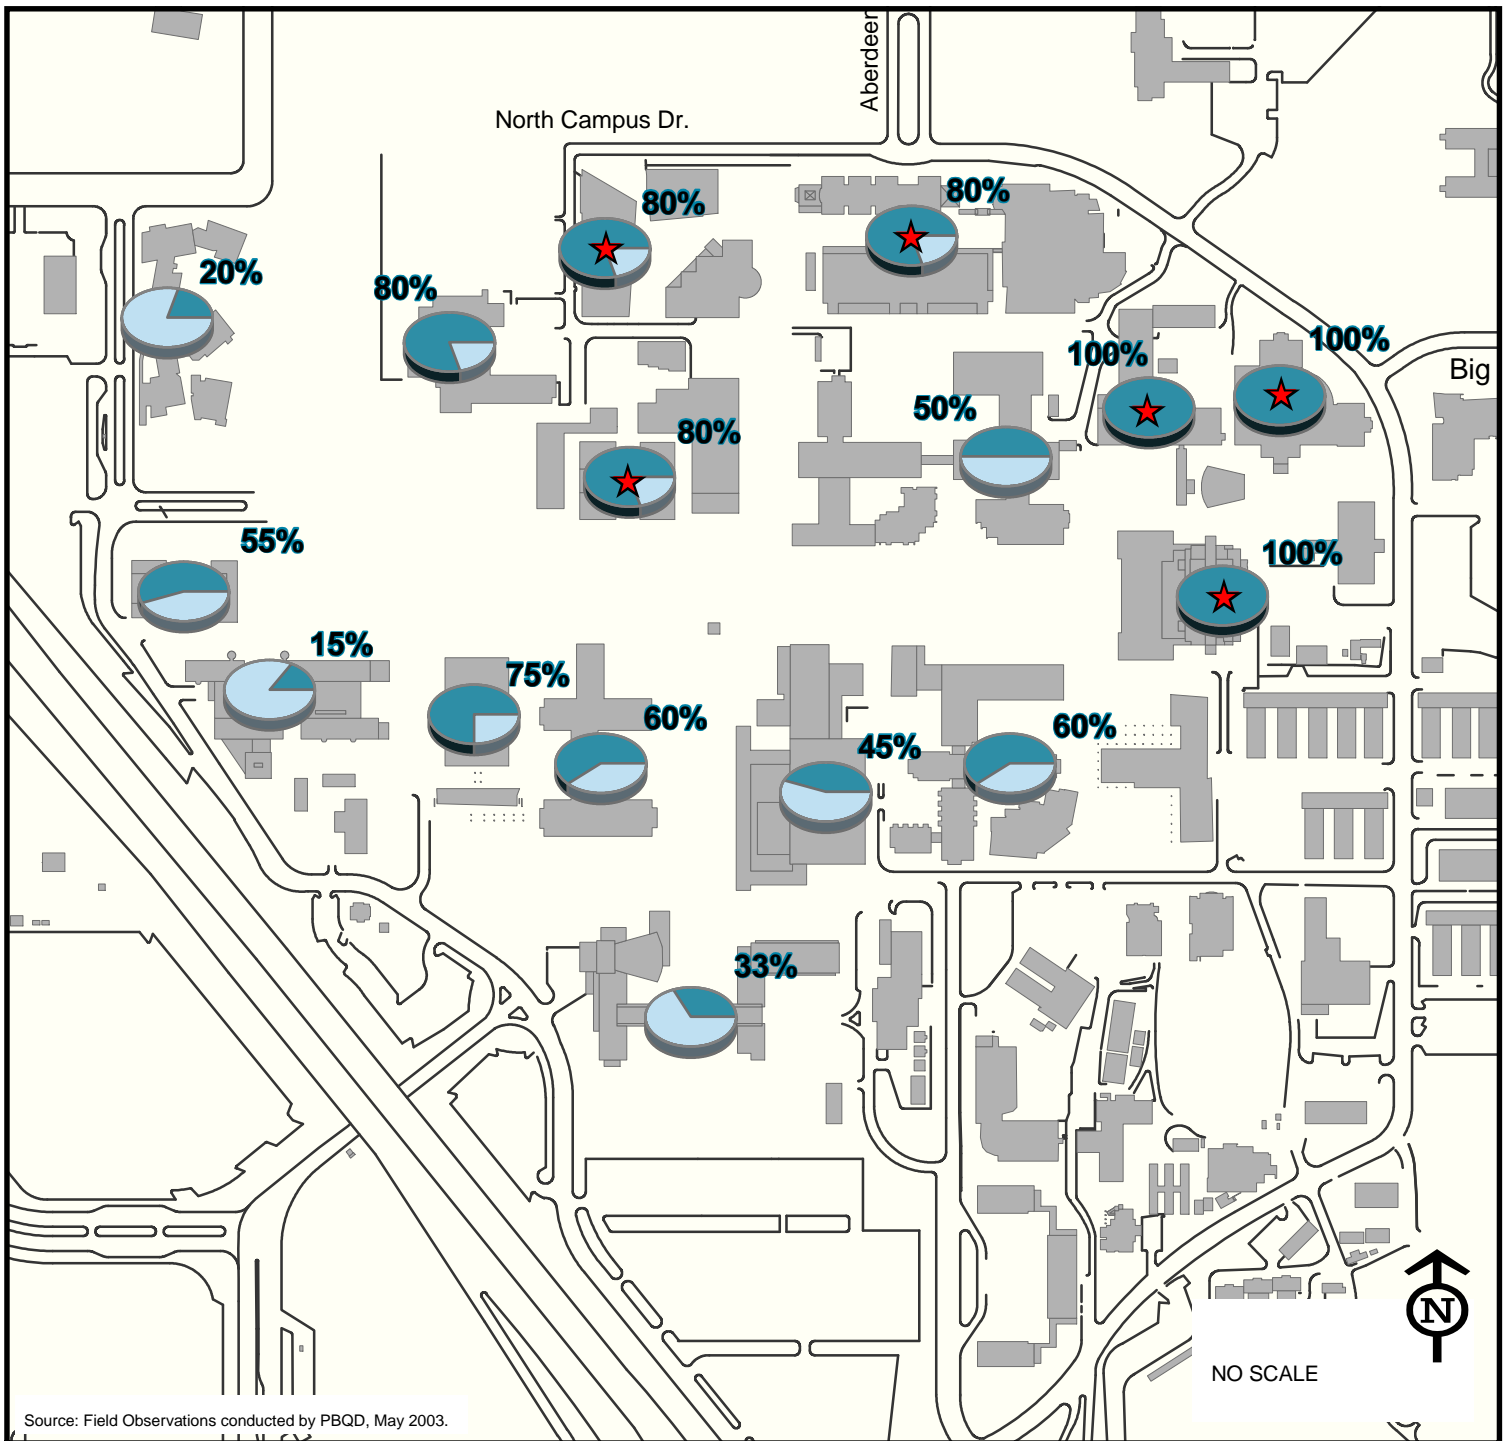 Aberdeen
North Campus Dr.
80%
80%
20%
80%
100%
100%
Big
50%
80%
55%
100%
15%
75%
60%
60%
45%
33%
N
NO SCALE
Source: Field Observations conducted by PBQD, May 2003.